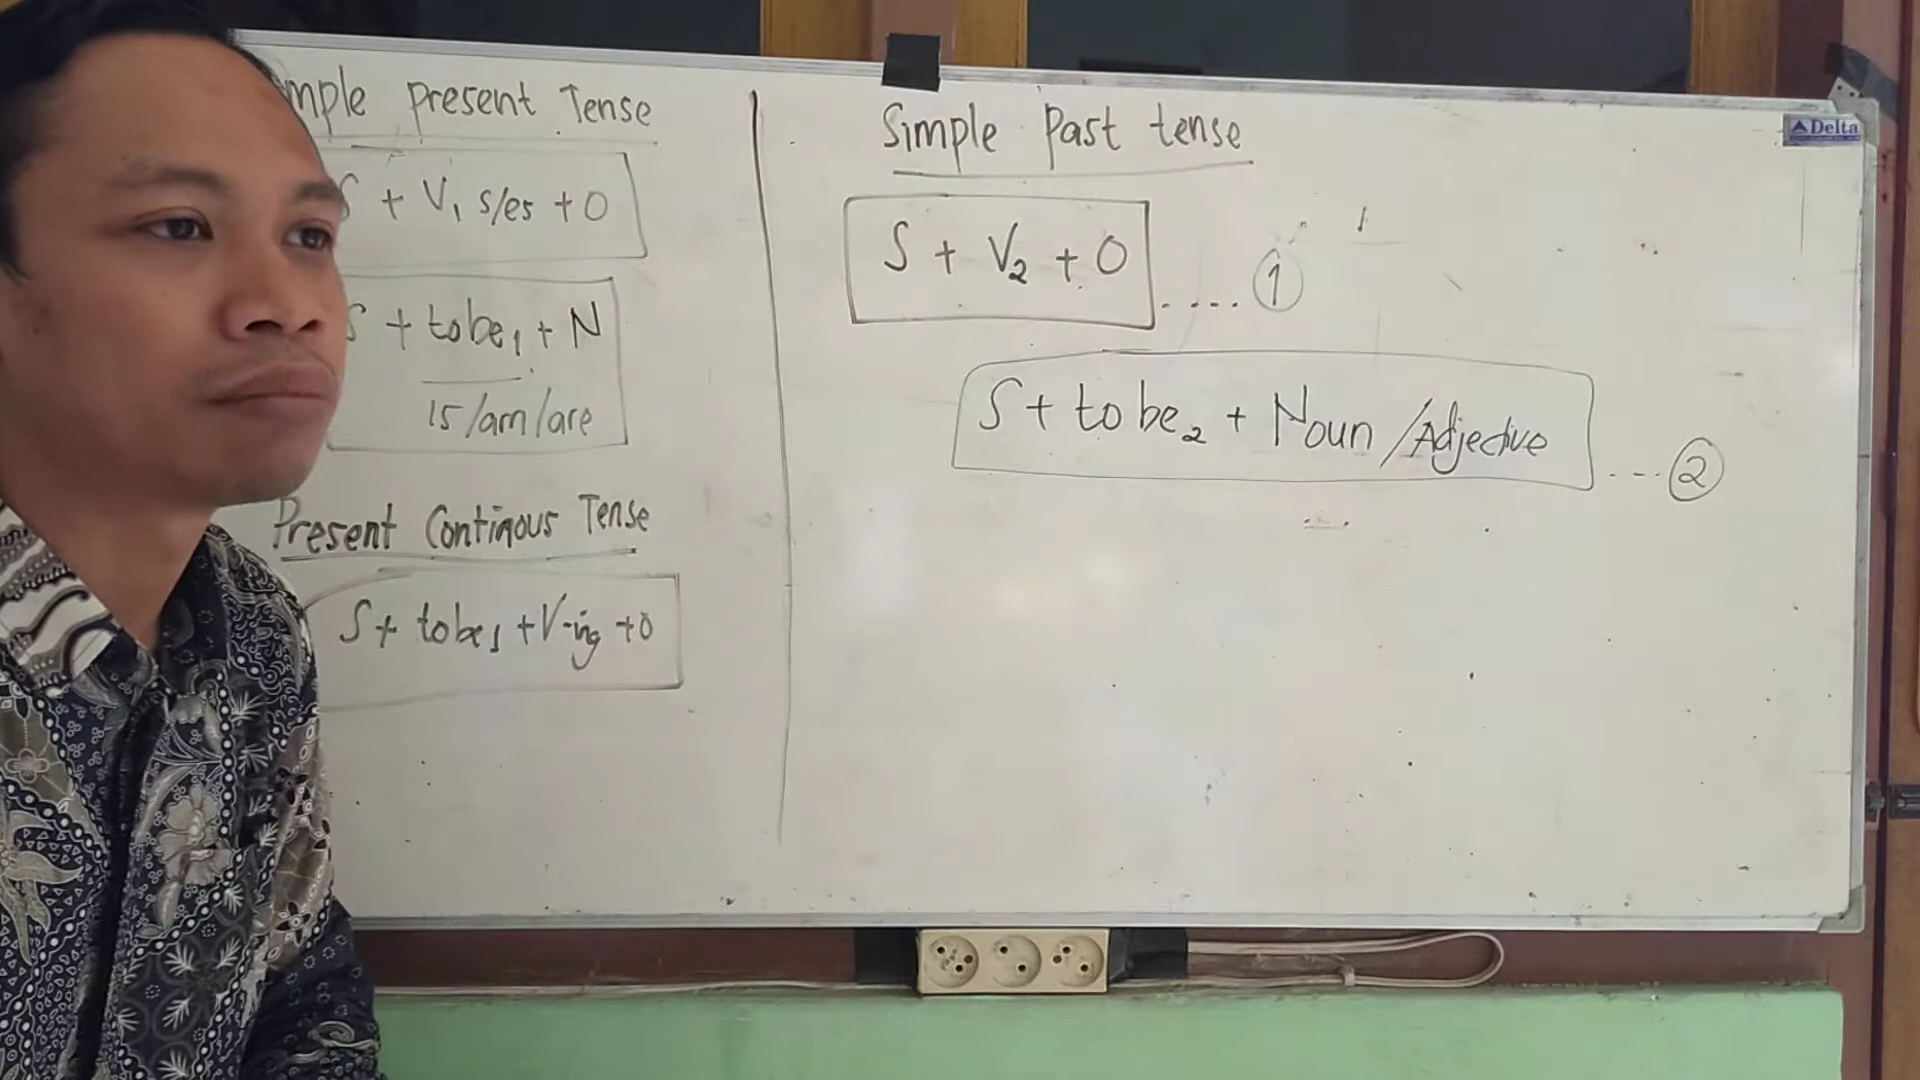 mple present Tense
S + V1 s/es + O
S + tobe1 + N
is/am/are
Present Continous Tense
S + tobe1 + V-ing + O
Simple Past tense
S + V2 + O .... 1
S + to be2 + Noun /Adjective ... 2
Delta